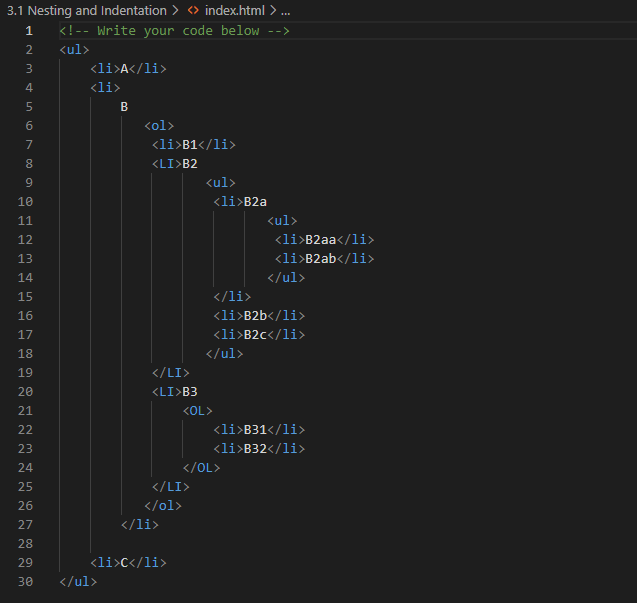 3.1 Nesting and Indentation > <> index.html > ...
1 <!-- Write your code below -->
2 <ul>
3     <li>A</li>
4     <li>
5         B
6            <ol>
7             <li>B1</li>
8             <LI>B2
9                    <ul>
10                    <li>B2a
11                           <ul>
12                            <li>B2aa</li>
13                            <li>B2ab</li>
14                           </ul>
15                    </li>
16                    <li>B2b</li>
17                    <li>B2c</li>
18                   </ul>
19            </LI>
20            <LI>B3
21                <OL>
22                    <li>B31</li>
23                    <li>B32</li>
24                </OL>
25            </LI>
26           </ol>
27        </li>
28
29    <li>C</li>
30 </ul>